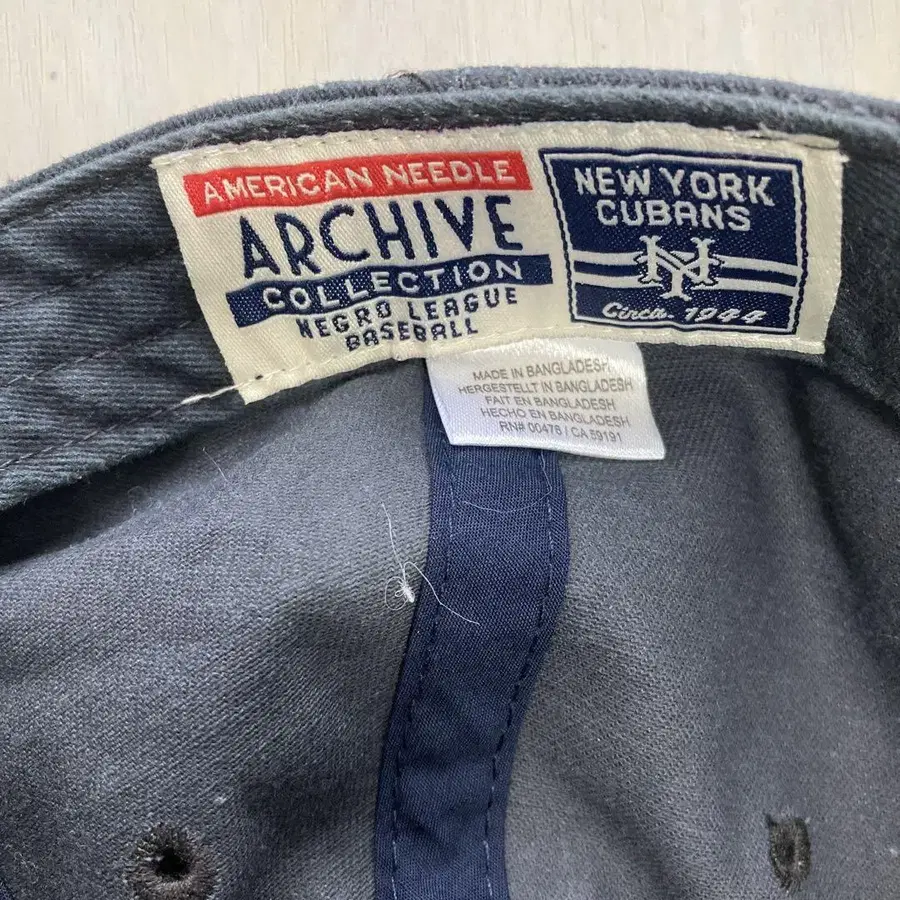 AMERICAN NEEDLE
ARCHIVE
COLLECTION
NEGRO LEAGUE
BASEBALL
NEW YORK
CUBANS
NY
Circa. 1944
MADE IN BANGLADESH
HERGESTELLT IN BANGLADESH
FAIT EN BANGLADESH
HECHO EN BANGLADESH
RN# 00476 / CA 59191